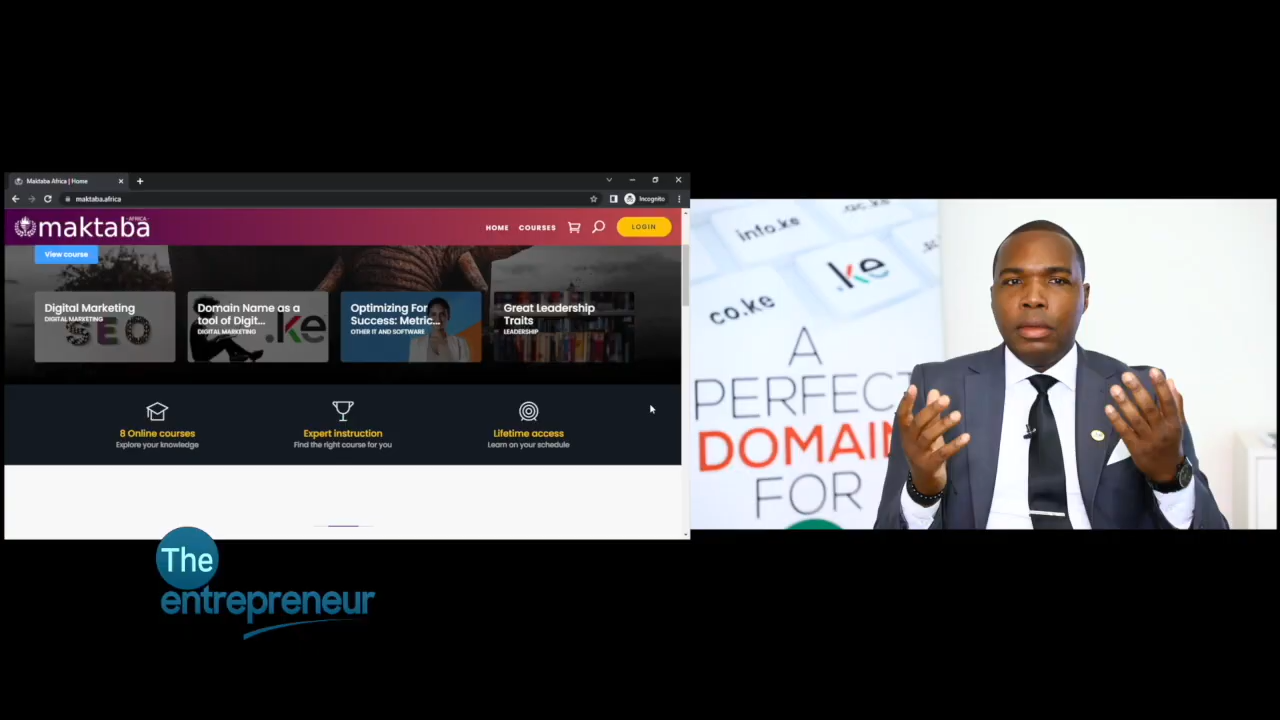 Maktaba Africa | Home
maktaba.africa
Incognito
AFRICA
maktaba
HOME
COURSES
LOGIN
View course
Digital Marketing
DIGITAL MARKETING
SEO
Domain Name as a
tool of Digit...
DIGITAL MARKETING
.ke
Optimizing For
Success: Metric...
OTHER IT AND SOFTWARE
Great Leadership
Traits
LEADERSHIP
8 Online courses
Explore your knowledge
Expert instruction
Find the right course for you
Lifetime access
Learn on your schedule
The
entrepreneur
info.ke
.ac.ke
.ke
co.ke
A
PERFECT
DOMAIN
FOR